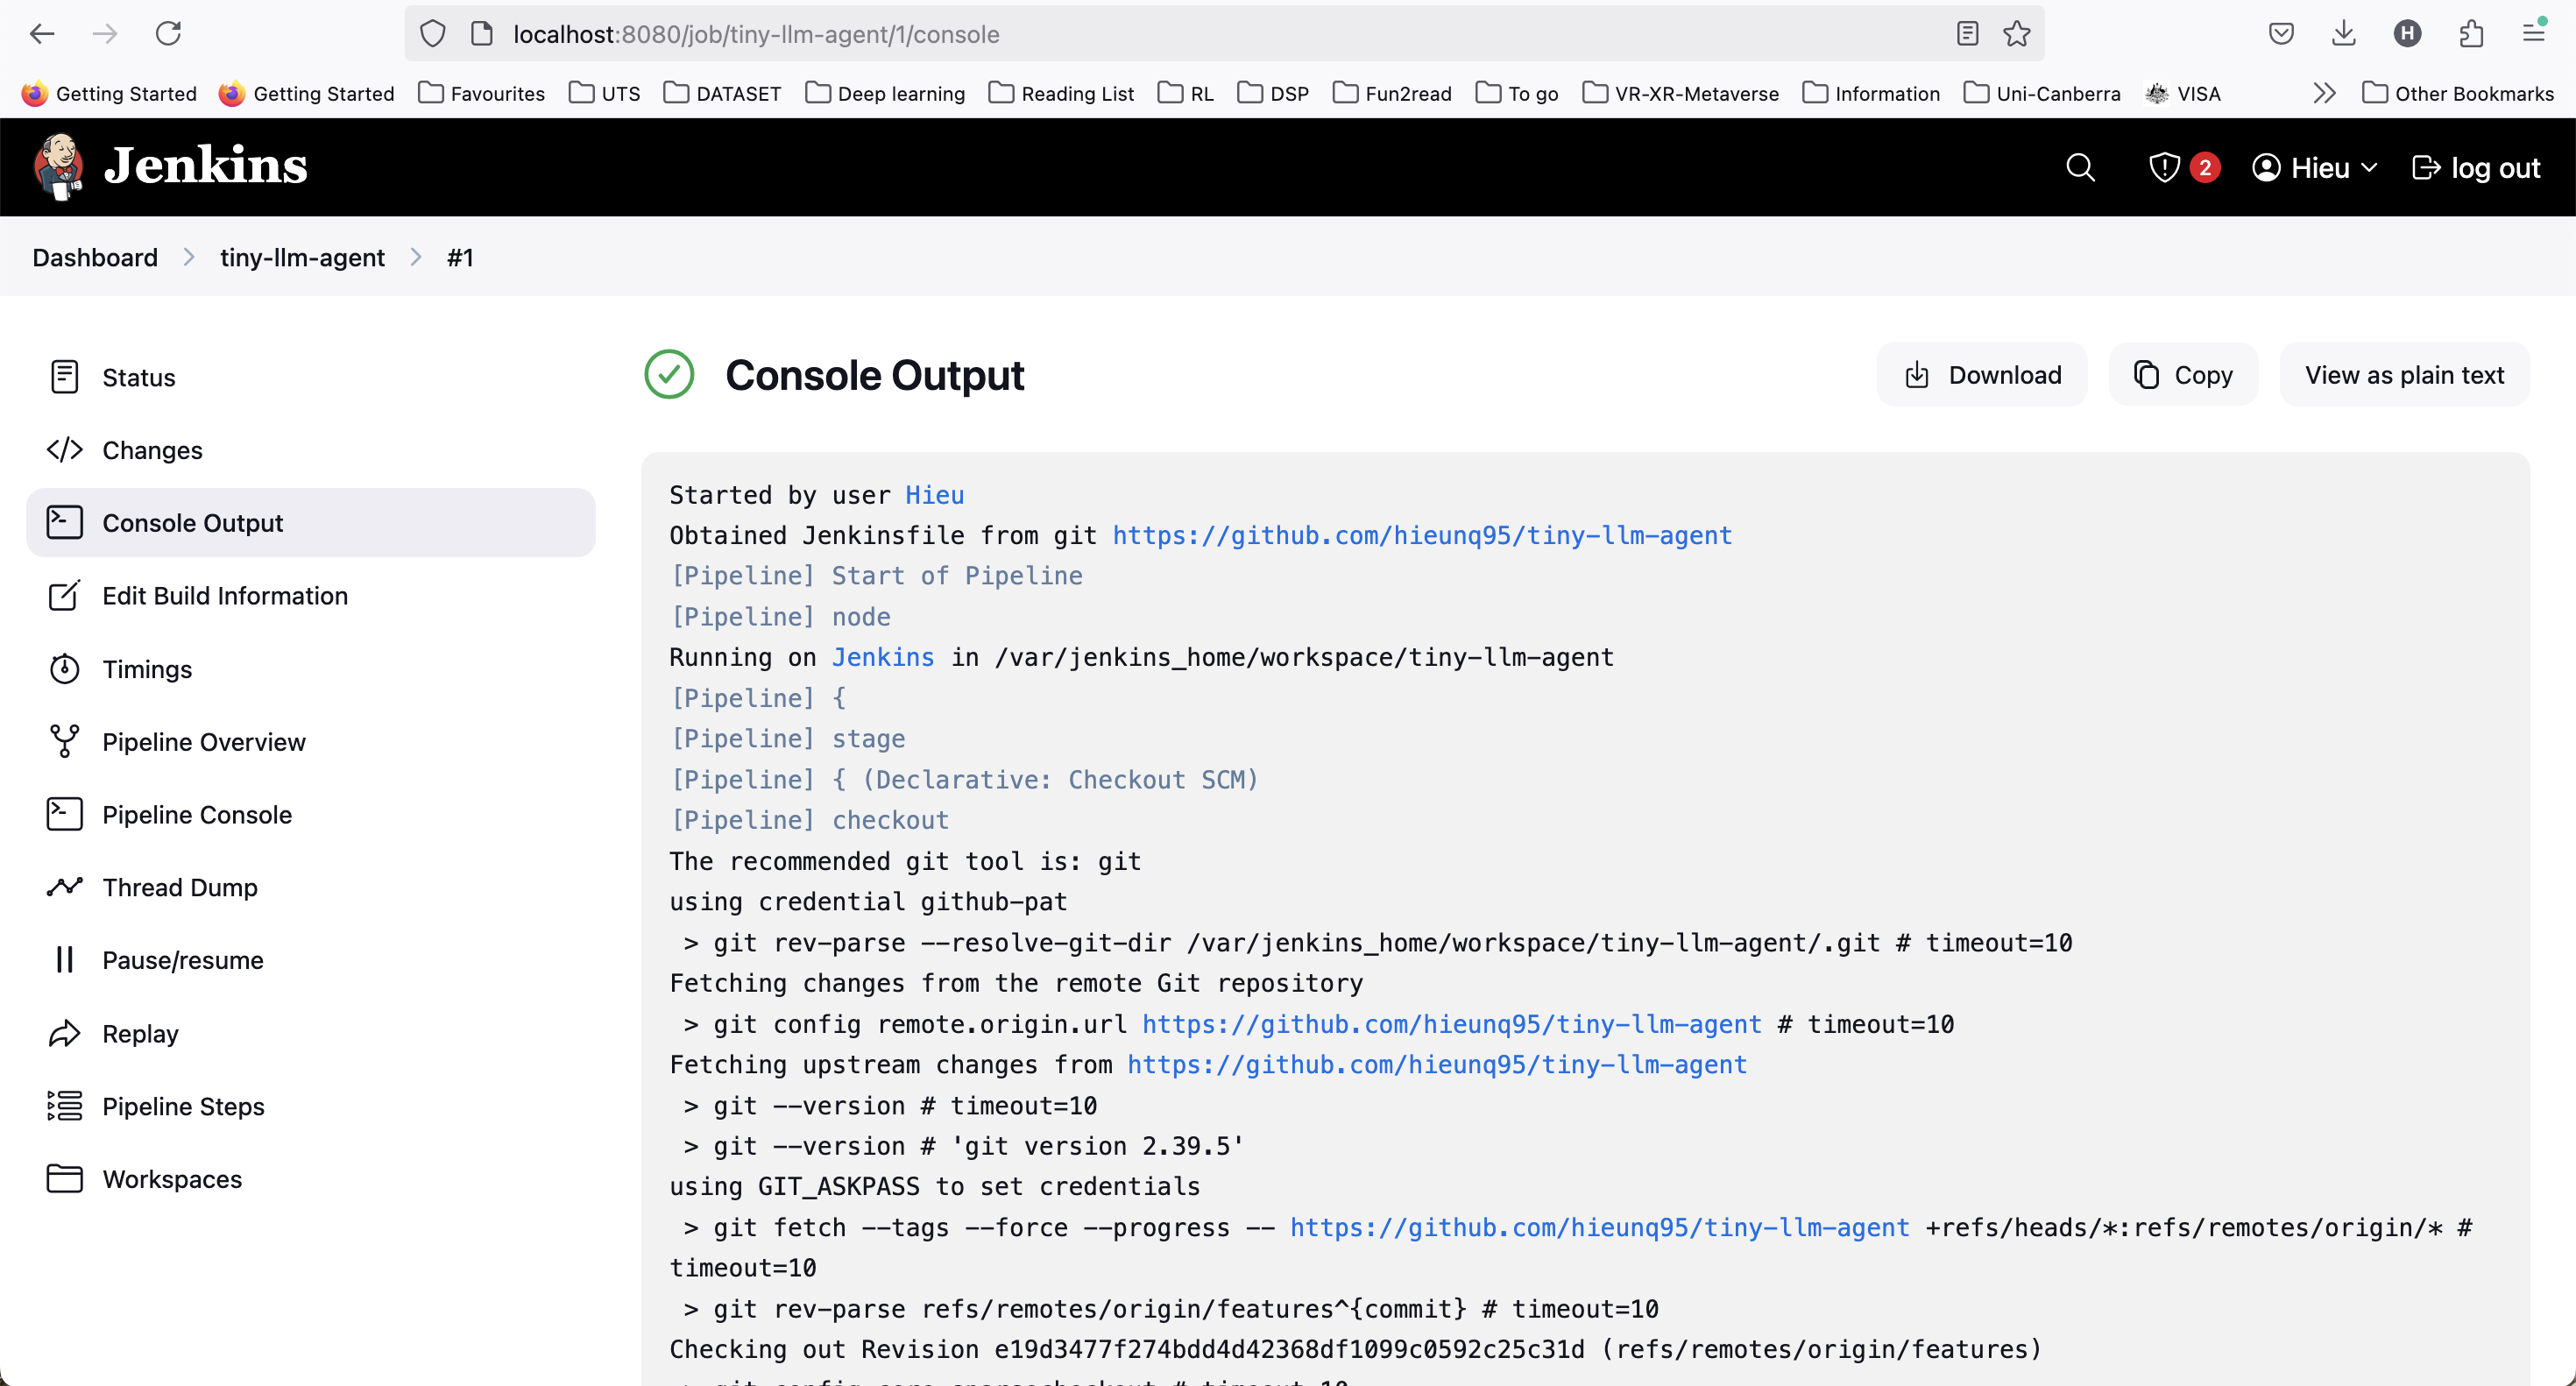 localhost:8080/job/tiny-llm-agent/1/console
Getting Started Getting Started Favourites UTS DATASET Deep learning Reading List RL DSP Fun2read To go VR-XR-Metaverse Information Uni-Canberra VISA Other Bookmarks
Jenkins
2
Hieu
log out
Dashboard tiny-llm-agent #1
Status
Changes
Console Output
Edit Build Information
Timings
Pipeline Overview
Pipeline Console
Thread Dump
Pause/resume
Replay
Pipeline Steps
Workspaces
Console Output
Download
Copy
View as plain text
Started by user Hieu
Obtained Jenkinsfile from git https://github.com/hieunq95/tiny-llm-agent
[Pipeline] Start of Pipeline
[Pipeline] node
Running on Jenkins in /var/jenkins_home/workspace/tiny-llm-agent
[Pipeline] {
[Pipeline] stage
[Pipeline] { (Declarative: Checkout SCM)
[Pipeline] checkout
The recommended git tool is: git
using credential github-pat
> git rev-parse --resolve-git-dir /var/jenkins_home/workspace/tiny-llm-agent/.git # timeout=10
Fetching changes from the remote Git repository
> git config remote.origin.url https://github.com/hieunq95/tiny-llm-agent # timeout=10
Fetching upstream changes from https://github.com/hieunq95/tiny-llm-agent
> git --version # timeout=10
> git --version # 'git version 2.39.5'
using GIT_ASKPASS to set credentials
> git fetch --tags --force --progress -- https://github.com/hieunq95/tiny-llm-agent +refs/heads/*:refs/remotes/origin/* #
timeout=10
> git rev-parse refs/remotes/origin/features^{commit} # timeout=10
Checking out Revision e19d3477f274bdd4d42368df1099c0592c25c31d (refs/remotes/origin/features)
> git config core.sparsecheckout # timeout=10